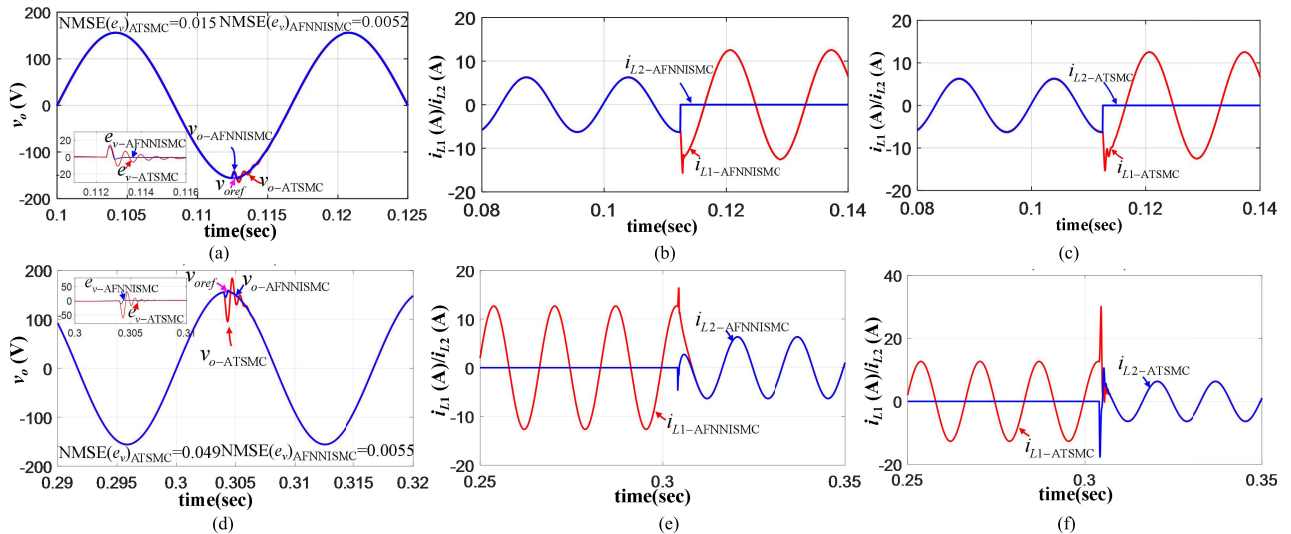 NMSE(e_v)_ATSMC=0.015 NMSE(e_v)_AFNNISMC=0.0052
v_o (V)
200
100
0
-100
-200
20
0
-20
0.112 0.114 0.116
e_v-AFNNISMC
e_v-ATSMC
v_o-AFNNISMC
v_oref
v_o-ATSMC
0.1 0.105 0.11 0.115 0.12 0.125
time(sec)
(a)
i_L1 (A)/i_L2 (A)
20
10
0
-10
-20
i_L2-AFNNISMC
i_L1-AFNNISMC
0.08 0.1 0.12 0.14
time(sec)
(b)
i_L1 (A)/i_L2 (A)
20
10
0
-10
-20
i_L2-ATSMC
i_L1-ATSMC
0.08 0.1 0.12 0.14
time(sec)
(c)
v_o (V)
200
100
0
-100
-200
50
0
-50
0.3 0.305 0.31
e_v-AFNNISMC
e_v-ATSMC
v_oref
v_o-AFNNISMC
v_o-ATSMC
NMSE(e_v)_ATSMC=0.049 NMSE(e_v)_AFNNISMC=0.0055
0.29 0.295 0.3 0.305 0.31 0.315 0.32
time(sec)
(d)
i_L1 (A)/i_L2 (A)
20
10
0
-10
-20
i_L2-AFNNISMC
i_L1-AFNNISMC
0.25 0.3 0.35
time(sec)
(e)
i_L1 (A)/i_L2 (A)
40
20
0
-20
i_L2-ATSMC
i_L1-ATSMC
0.25 0.3 0.35
time(sec)
(f)